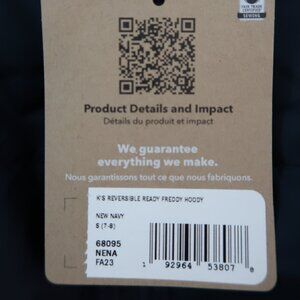 FAIR TRADE
CERTIFIED
SEWING
Product Details and Impact
Détails du produit et impact
We guarantee
everything we make.
Nous garantissons tout ce que nous fabriquons.
K'S REVERSIBLE READY FREDDY HOODY
NEW NAVY
S (7-8)
68095
NENA
FA23
1 92964 53807 0